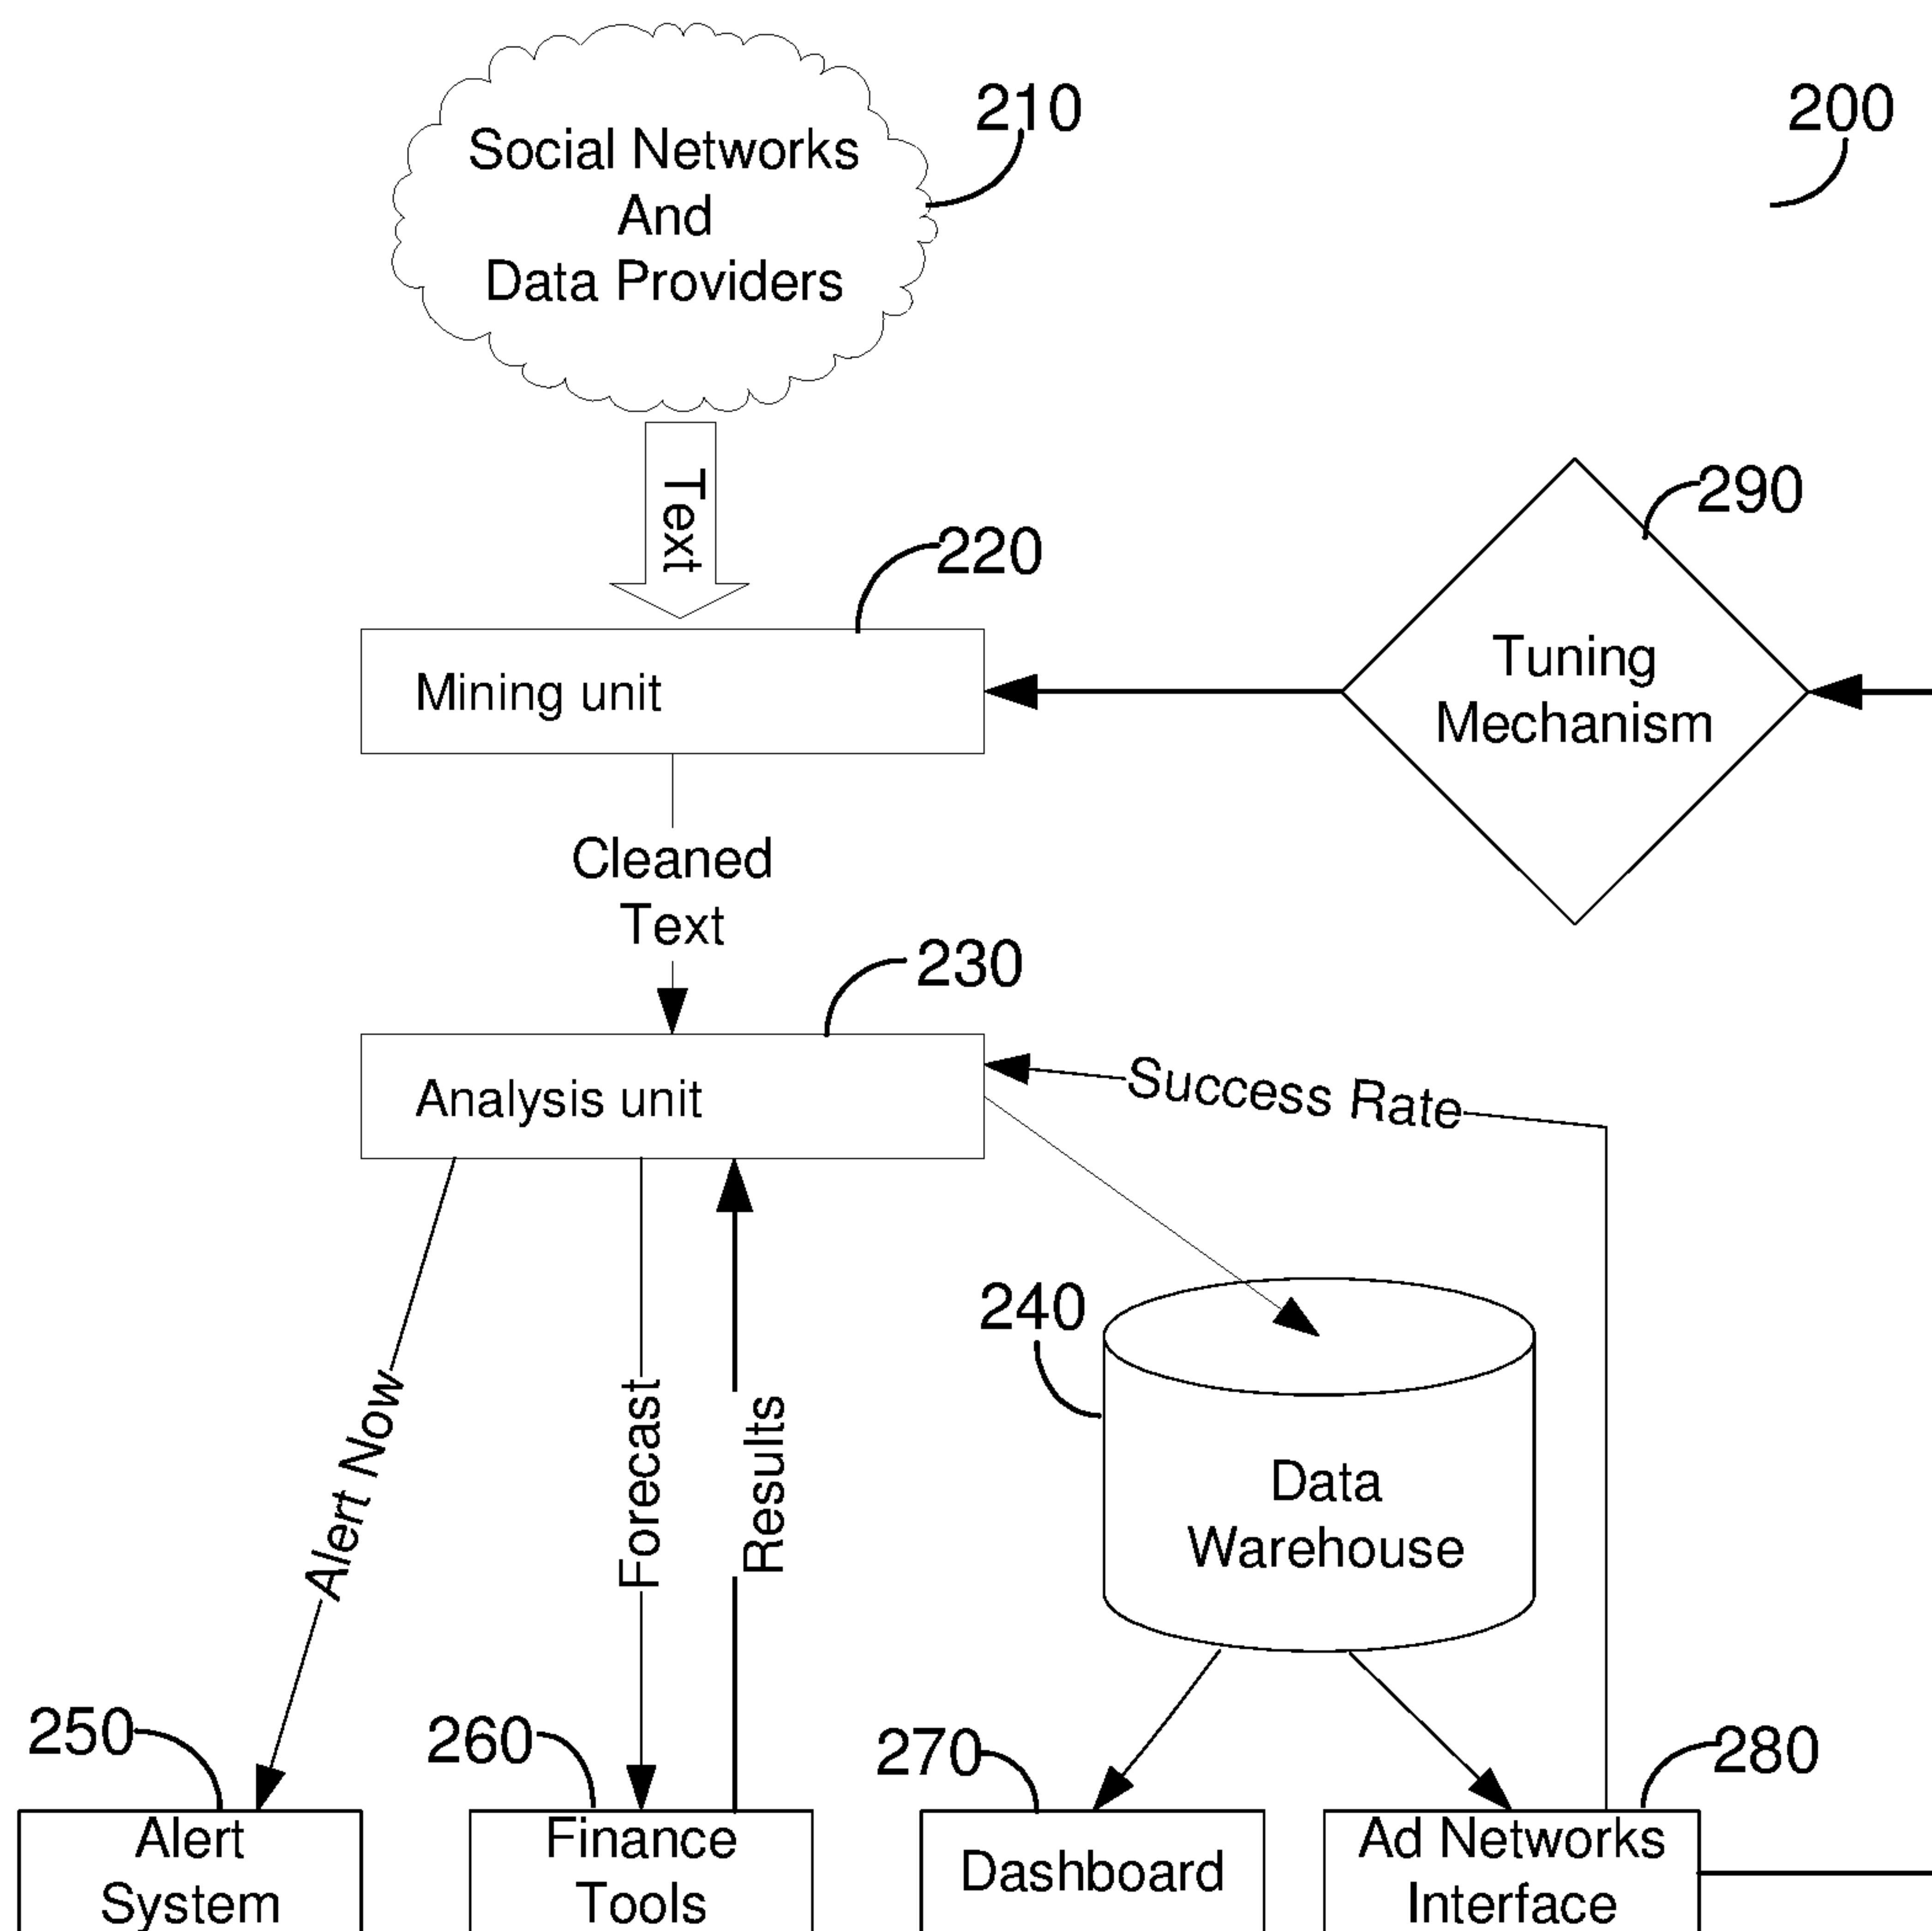 210
200
Social Networks
And
Data Providers
Text
290
220
Tuning
Mechanism
Mining unit
Cleaned
Text
230
Analysis unit
Success Rate
240
Alert Now
Forecast
Results
Data
Warehouse
250
260
270
280
Alert
System
Finance
Tools
Dashboard
Ad Networks
Interface